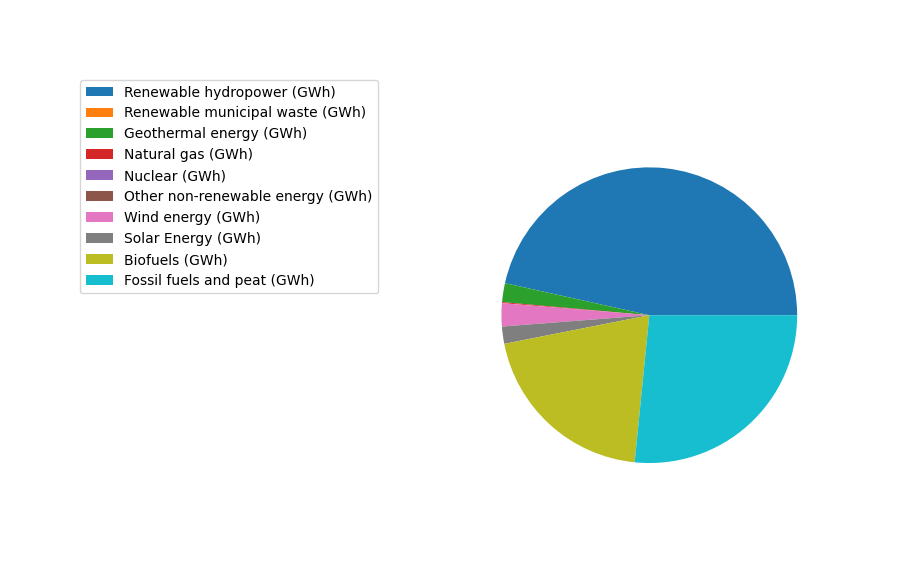 Renewable hydropower (GWh)
Renewable municipal waste (GWh)
Geothermal energy (GWh)
Natural gas (GWh)
Nuclear (GWh)
Other non-renewable energy (GWh)
Wind energy (GWh)
Solar Energy (GWh)
Biofuels (GWh)
Fossil fuels and peat (GWh)